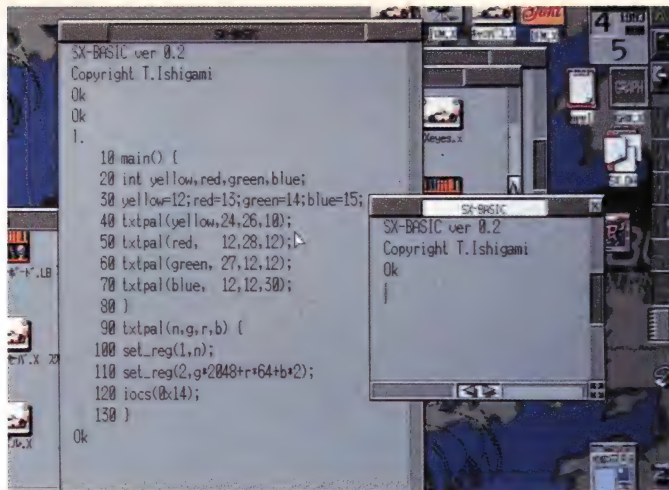 SX-BASIC ver 0.2
Copyright T.Ishigami
Ok
Ok
l.
10 main() {
20 int yellow,red,green,blue;
30 yellow=12;red=13;green=14;blue=15;
40 txtpal(yellow,24,26,10);
50 txtpal(red,   12,28,12);
60 txtpal(green, 27,12,12);
70 txtpal(blue,  12,12,30);
80 }
90 txtpal(n,g,r,b) {
100 set_reg(1,n);
110 set_reg(2,g*2048+r*64+b*2);
120 iocs(0x14);
130 }
Ok
SX-BASIC
SX-BASIC ver 0.2
Copyright T.Ishigami
Ok
Xeyes.x
4
5